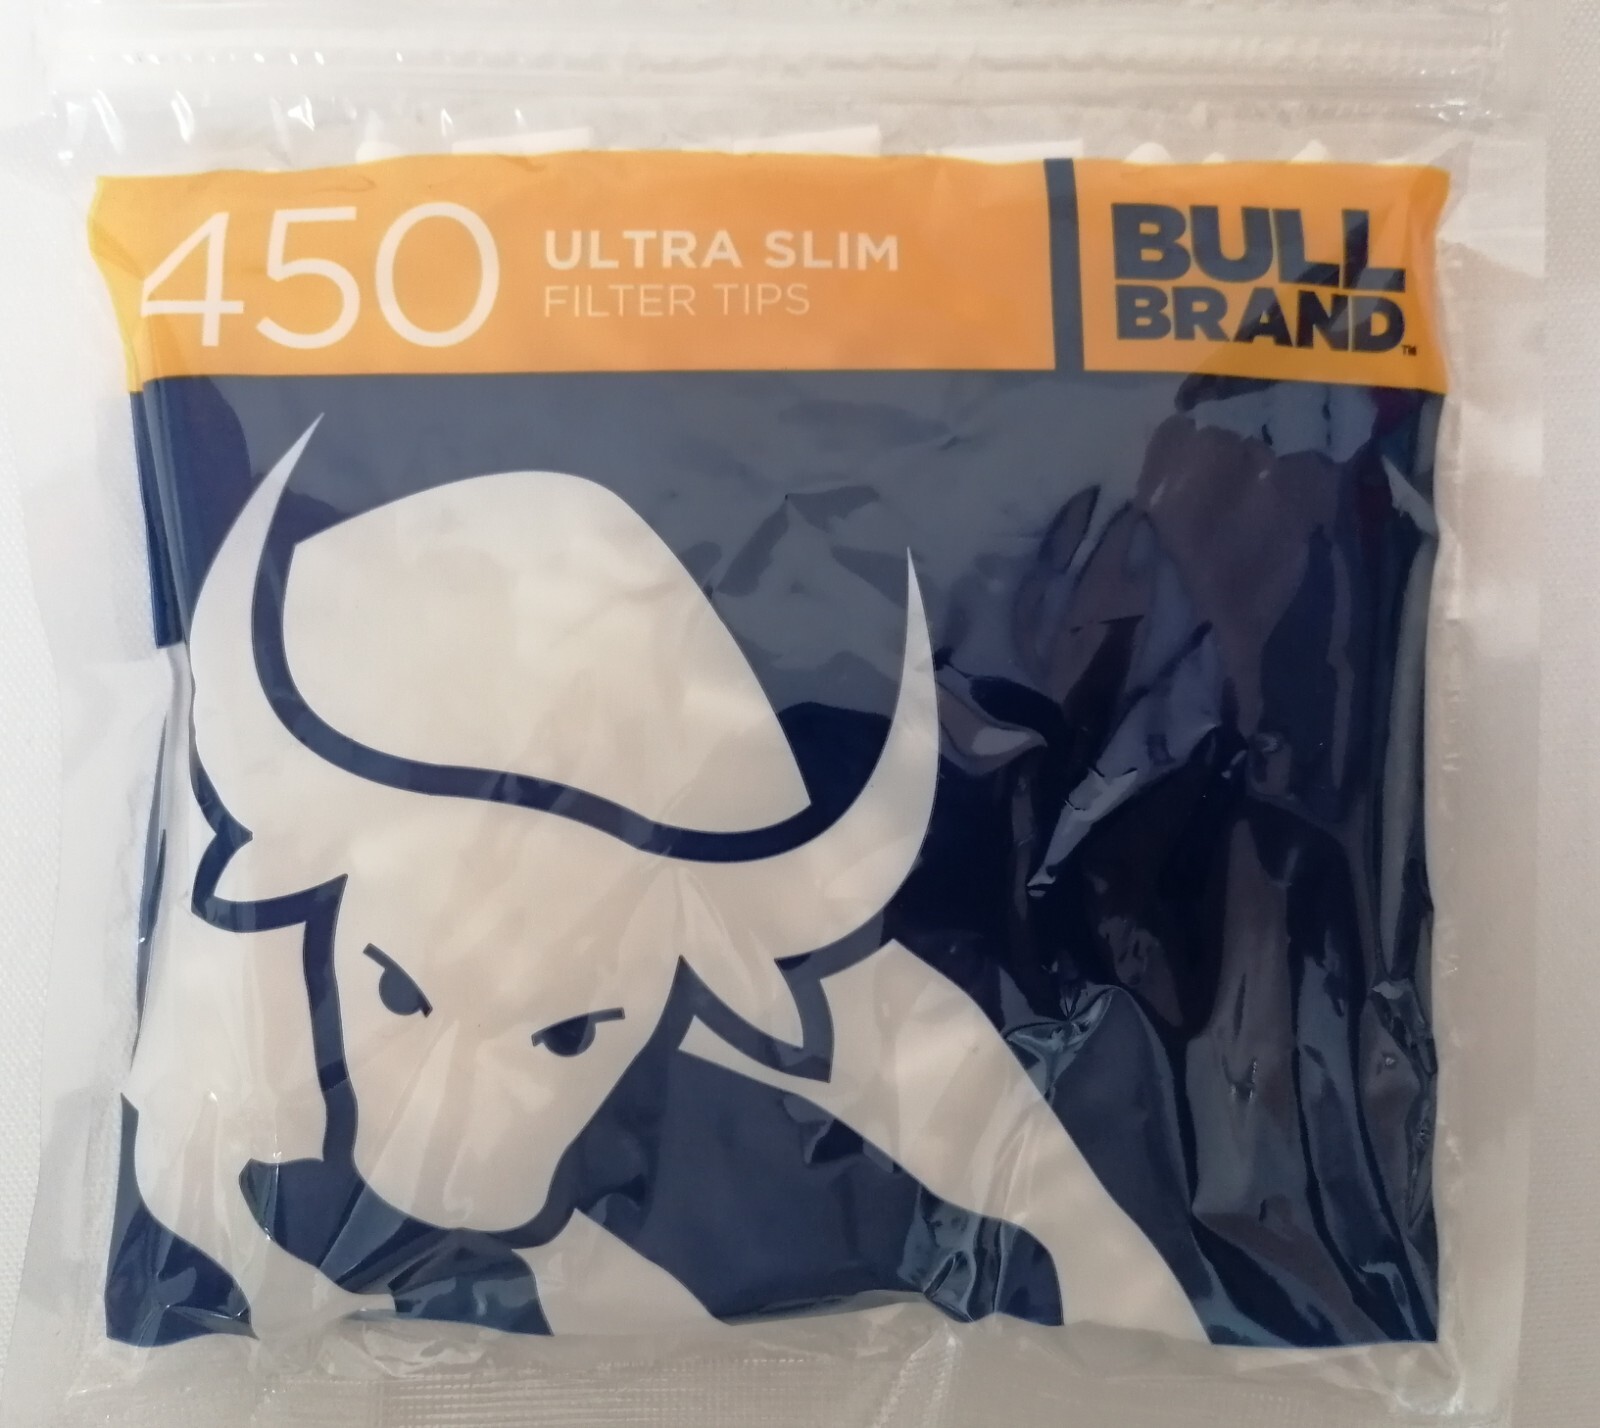 450
ULTRA SLIM
FILTER TIPS
BULL
BRAND™